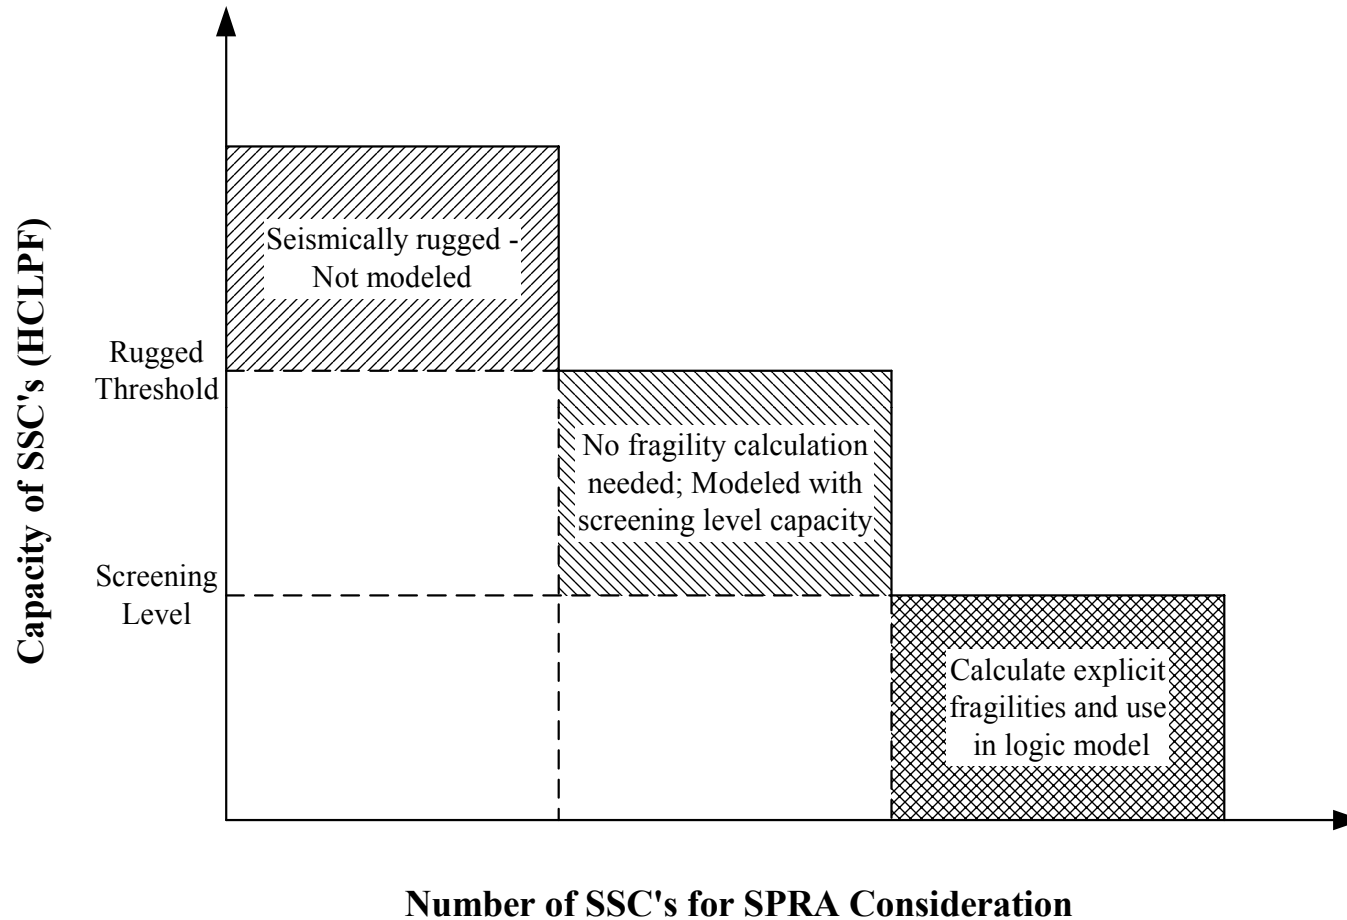 Capacity of SSC's (HCLPF)
Seismically rugged -
Not modeled
Rugged
Threshold
No fragility calculation
needed; Modeled with
screening level capacity
Screening
Level
Calculate explicit
fragilities and use
in logic model
Number of SSC's for SPRA Consideration